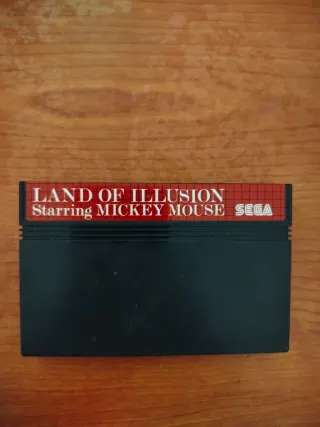 LAND OF ILLUSION
Starring MICKEY MOUSE SEGA